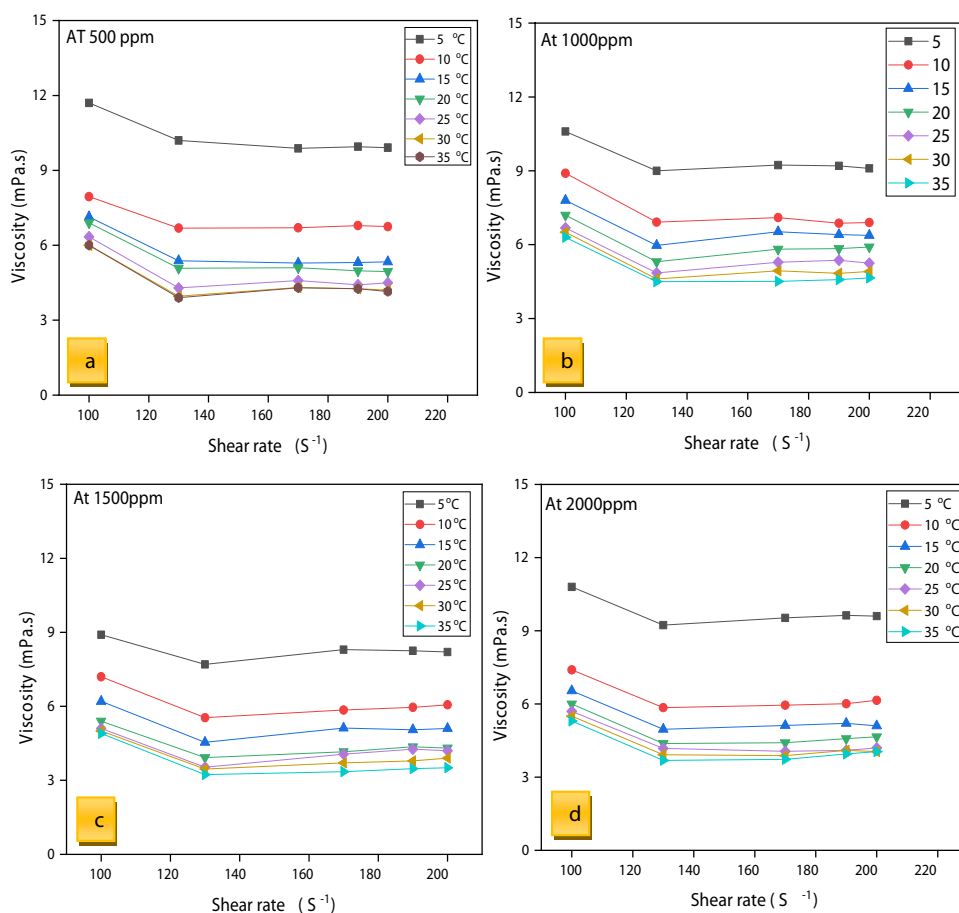 AT 500 ppm
15
12
9
6
3
0
Viscosity (mPa.s)
5 °C
10 °C
15 °C
20 °C
25 °C
30 °C
35 °C
a
100 120 140 160 180 200 220
Shear rate (S⁻¹)
At 1000ppm
15
12
9
6
3
0
Viscosity (mPa.s)
5
10
15
20
25
30
35
b
100 120 140 160 180 200 220
Shear rate ( S⁻¹)
At 1500ppm
15
12
9
6
3
0
Viscosity (mPa.s)
5°C
10°C
15°C
20°C
25°C
30°C
35°C
c
100 120 140 160 180 200
Shear rate ( S⁻¹)
At 2000ppm
15
12
9
6
3
0
Viscosity (mPa.s)
5 °C
10 °C
15 °C
20 °C
25 °C
30 °C
35 °C
d
100 120 140 160 180 200 220
Shear rate ( S⁻¹)